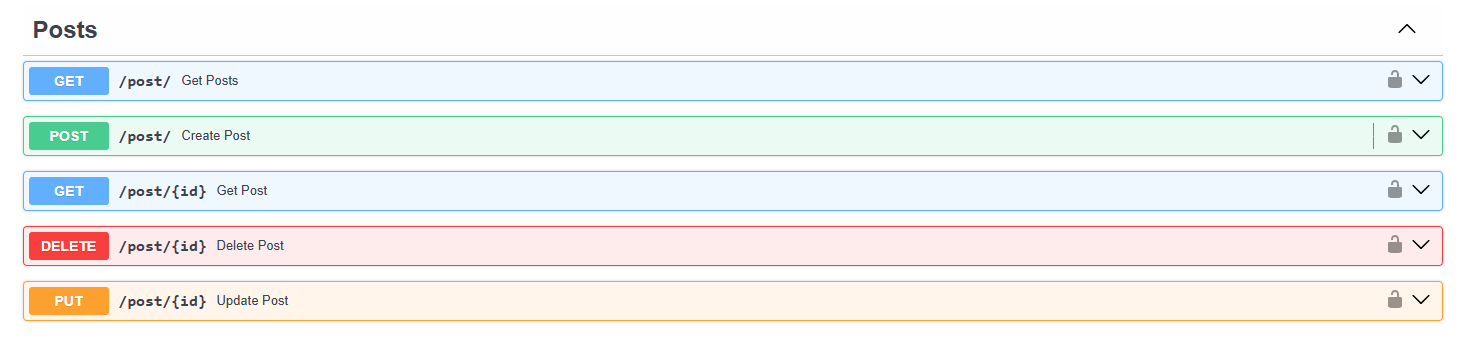 Posts
GET /post/ Get Posts
POST /post/ Create Post
GET /post/{id} Get Post
DELETE /post/{id} Delete Post
PUT /post/{id} Update Post